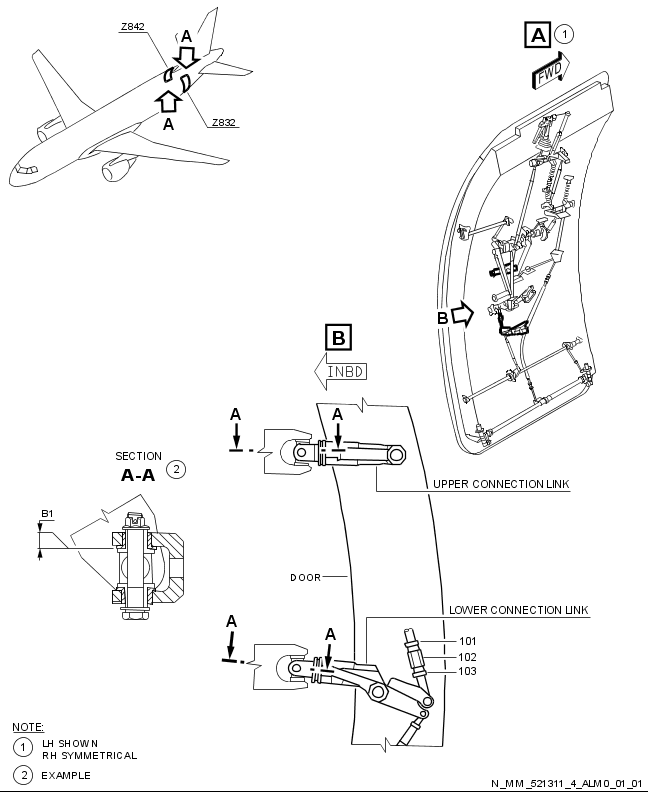 Z842
A
A
Z832
A 1
FWD
B
B
INBD
A
A
SECTION
A-A 2
B1
UPPER CONNECTION LINK
DOOR
LOWER CONNECTION LINK
A
A
101
102
103
NOTE:
1 LH SHOWN
RH SYMMETRICAL
2 EXAMPLE
N_MM_521311_4_ALM0_01_01